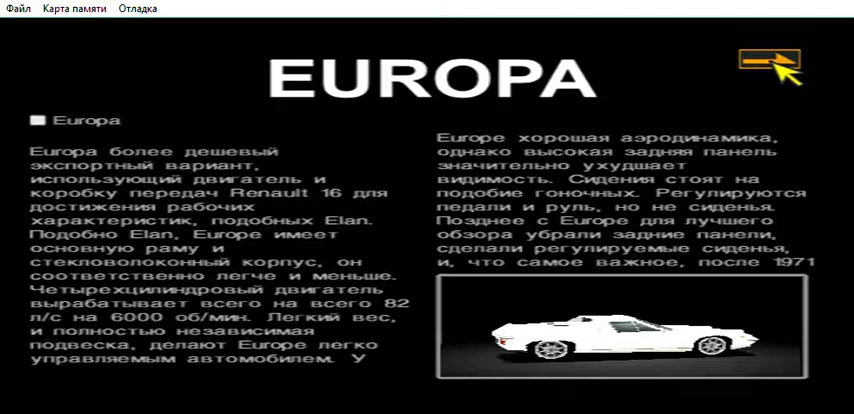 Файл Карта памяти Отладка
EUROPA
Europa
Europa более дешевый
экспортный вариант,
использующий двигатель и
коробку передач Renault 16 для
достижения рабочих
характеристик, подобных Elan.
Подобно Elan, Europe имеет
основную раму и
стекловолоконный корпус, он
соответственно легче и меньше.
Четырехцилиндровый двигатель
вырабатывает всего на всего 82
л/с на 6000 об/мин. Легкий вес,
и полностью независимая
подвеска, делают Europe легко
управляемым автомобилем. У
Europe хорошая аэродинамика,
однако высокая задняя панель
значительно ухудшает
видимость. Сидения стоят на
подобие гоночных. Регулируются
педали и руль, но не сиденья.
Позднее с Europe для лучшего
обзора убрали задние панели,
сделали регулируемые сиденья,
и, что самое важное, после 1971